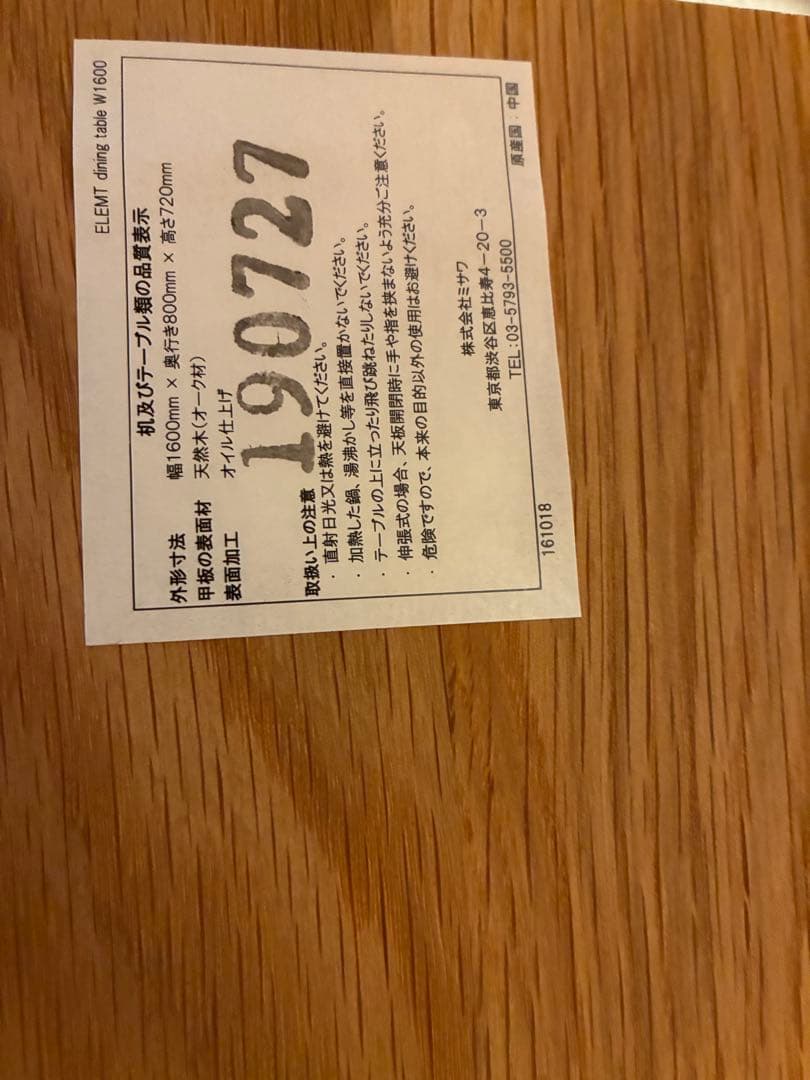 ELEMT dining table W1600
机及びテーブル類の品質表示
外形寸法 幅1600mm × 奥行き800mm × 高さ720mm
甲板の表面材 天然木(オーク材)
表面加工 オイル仕上げ
190727
取扱い上の注意
・直射日光又は熱を避けてください。
・加熱した鍋、湯沸かし等を直接置かないでください。
・テーブルの上に立ったり飛び跳ねたりしないでください。
・伸張式の場合、天板開閉時に手や指を挟まないよう充分ご注意ください。
・危険ですので、本来の目的以外の使用はお避けください。
株式会社ミサワ
東京都渋谷区恵比寿4-20-3
TEL:03-5793-5500
161018
原産国:中国